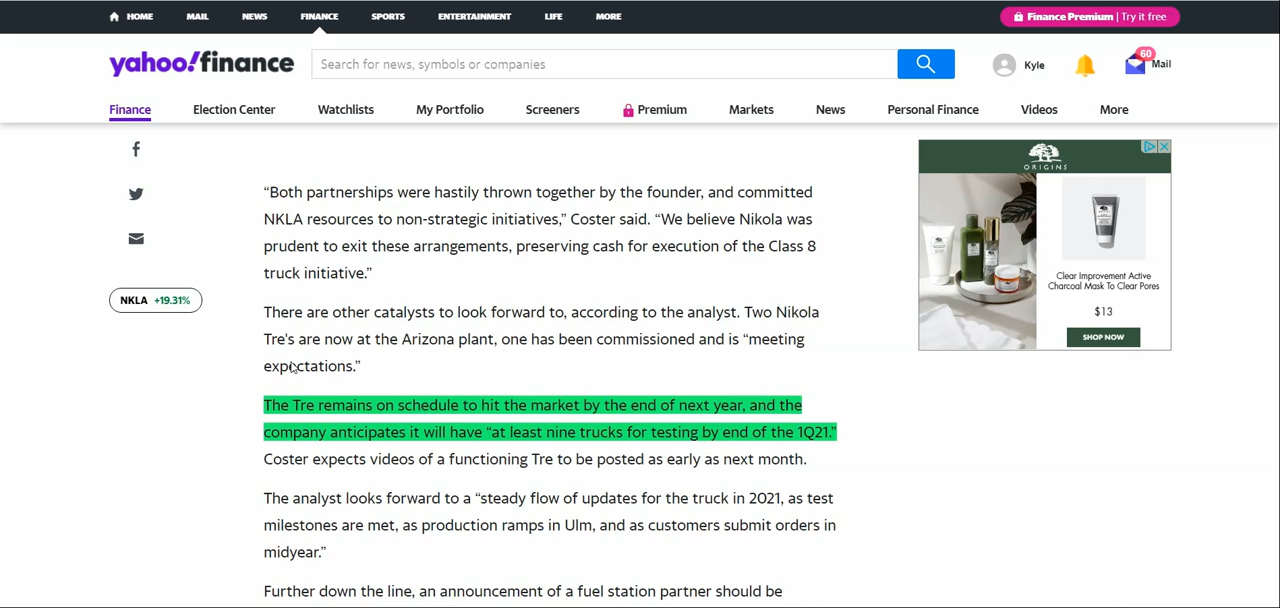 HOME MAIL NEWS FINANCE SPORTS ENTERTAINMENT LIFE MORE Finance Premium | Try it free
yahoo!finance Search for news, symbols or companies Kyle 60 Mail
Finance Election Center Watchlists My Portfolio Screeners Premium Markets News Personal Finance Videos More
“Both partnerships were hastily thrown together by the founder, and committed
NKLA resources to non-strategic initiatives,” Coster said. “We believe Nikola was
prudent to exit these arrangements, preserving cash for execution of the Class 8
truck initiative.”
NKLA +19.31%
There are other catalysts to look forward to, according to the analyst. Two Nikola
Tre's are now at the Arizona plant, one has been commissioned and is “meeting
expectations.”
The Tre remains on schedule to hit the market by the end of next year, and the
company anticipates it will have “at least nine trucks for testing by end of the 1Q21.”
Coster expects videos of a functioning Tre to be posted as early as next month.
The analyst looks forward to a “steady flow of updates for the truck in 2021, as test
milestones are met, as production ramps in Ulm, and as customers submit orders in
midyear.”
Further down the line, an announcement of a fuel station partner should be
ORIGINS
Clear Improvement Active
Charcoal Mask To Clear Pores
$13
SHOP NOW